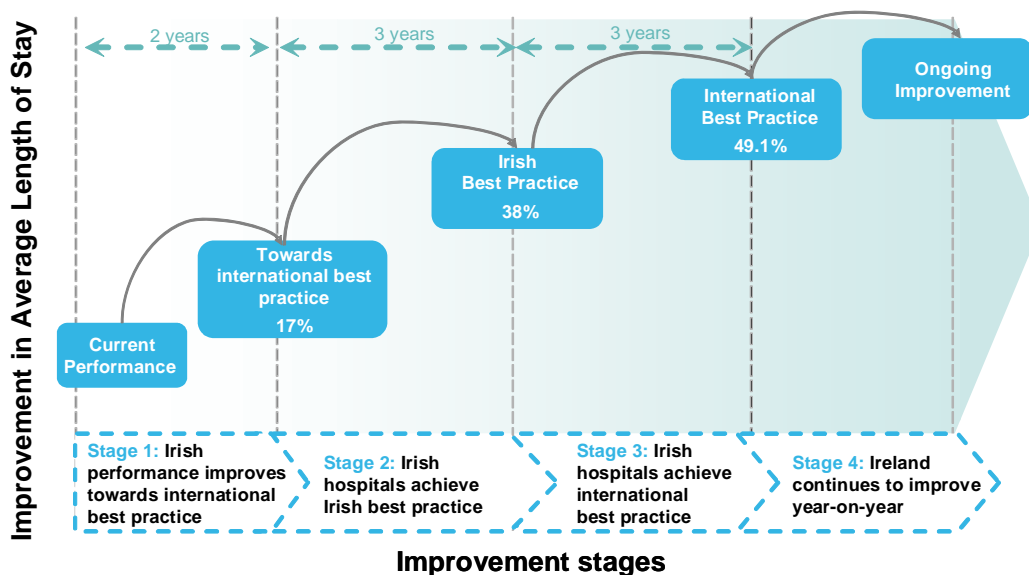 Improvement in Average Length of Stay
2 years
3 years
3 years
Current
Performance
Towards
international best
practice
17%
Irish
Best Practice
38%
International
Best Practice
49.1%
Ongoing
Improvement
Stage 1: Irish
performance improves
towards international
best practice
Stage 2: Irish
hospitals achieve
Irish best practice
Stage 3: Irish
hospitals achieve
international
best practice
Stage 4: Ireland
continues to improve
year-on-year
Improvement stages